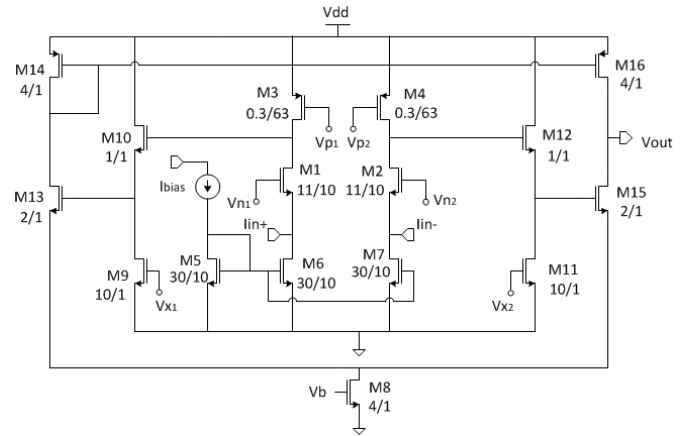 Vdd
M14
4/1
M3
0.3/63
M4
0.3/63
M16
4/1
M10
1/1
Vp1
Vp2
M12
1/1
Vout
M1
11/10
M2
11/10
Ibias
Vn1
Vn2
M13
2/1
M15
2/1
Iin+
Iin-
M5
30/10
M6
30/10
M7
30/10
M9
10/1
M11
10/1
Vx1
Vx2
Vb
M8
4/1